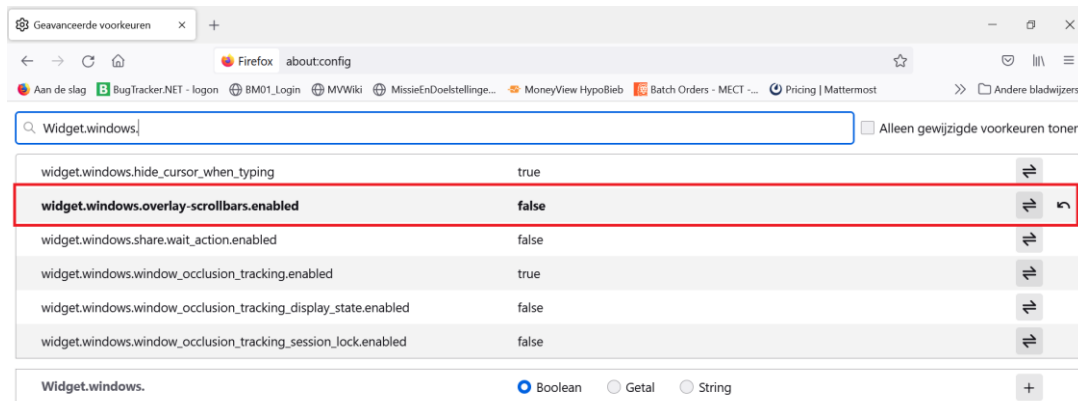 Geavanceerde voorkeuren
Firefox about:config
Aan de slag BugTracker.NET - logon BM01_Login MVWiki MissieEnDoelstellinge... MoneyView HypoBieb Batch Orders - MECT -... Pricing | Mattermost Andere bladwijzers
Widget.windows. Alleen gewijzigde voorkeuren toner
widget.windows.hide_cursor_when_typing true
widget.windows.overlay-scrollbars.enabled false
widget.windows.share.wait_action.enabled false
widget.windows.window_occlusion_tracking.enabled true
widget.windows.window_occlusion_tracking_display_state.enabled false
widget.windows.window_occlusion_tracking_session_lock.enabled false
Widget.windows. Boolean Getal String